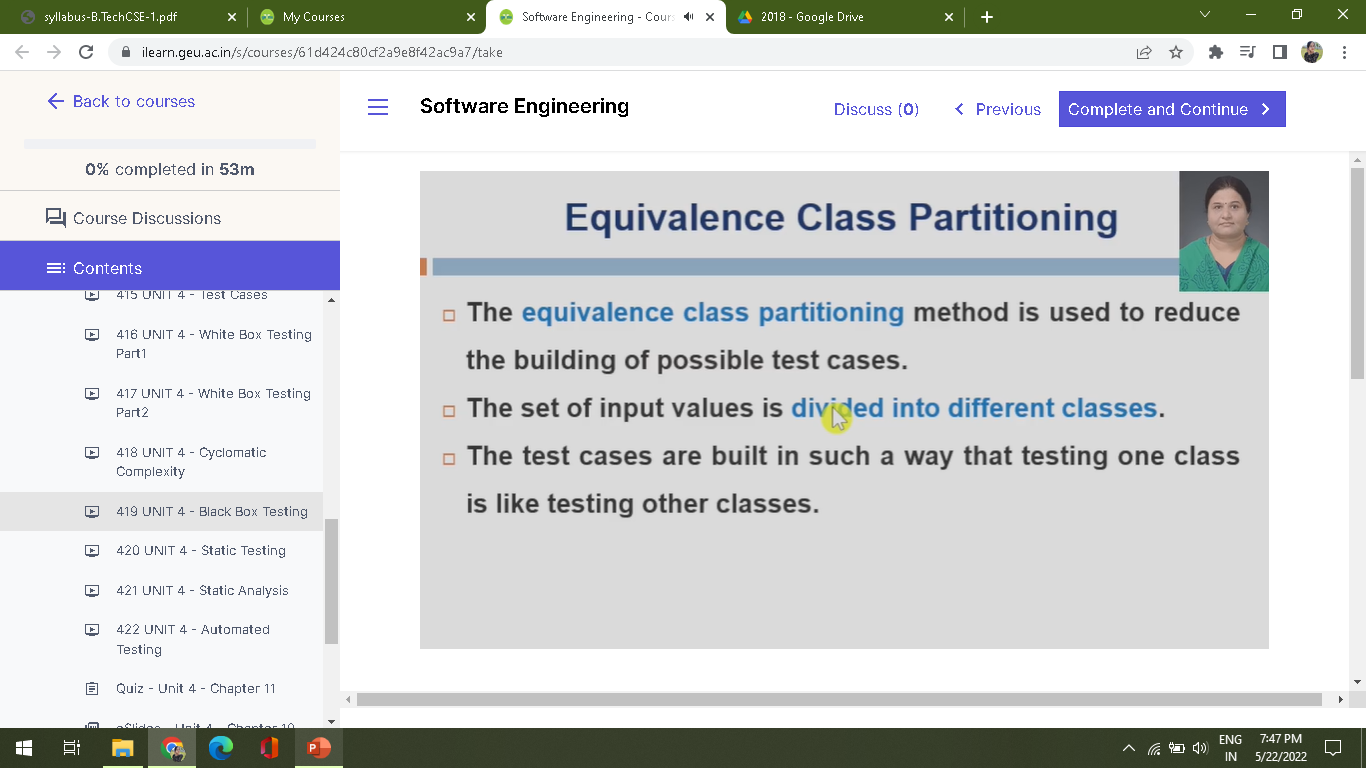 syllabus-B.TechCSE-1.pdf
My Courses
Software Engineering - Cours
2018 - Google Drive
ilearn.geu.ac.in/s/courses/61d424c80cf2a9e8f42ac9a7/take
Back to courses
0% completed in 53m
Course Discussions
Contents
415 UNIT 4 - Test Cases
416 UNIT 4 - White Box Testing
Part1
417 UNIT 4 - White Box Testing
Part2
418 UNIT 4 - Cyclomatic
Complexity
419 UNIT 4 - Black Box Testing
420 UNIT 4 - Static Testing
421 UNIT 4 - Static Analysis
422 UNIT 4 - Automated
Testing
Quiz - Unit 4 - Chapter 11
eSlides - Unit 4 - Chapter 10
Software Engineering
Discuss (0)
Previous
Complete and Continue
Equivalence Class Partitioning
The equivalence class partitioning method is used to reduce
the building of possible test cases.
The set of input values is divided into different classes.
The test cases are built in such a way that testing one class
is like testing other classes.
ENG
IN
7:47 PM
5/22/2022